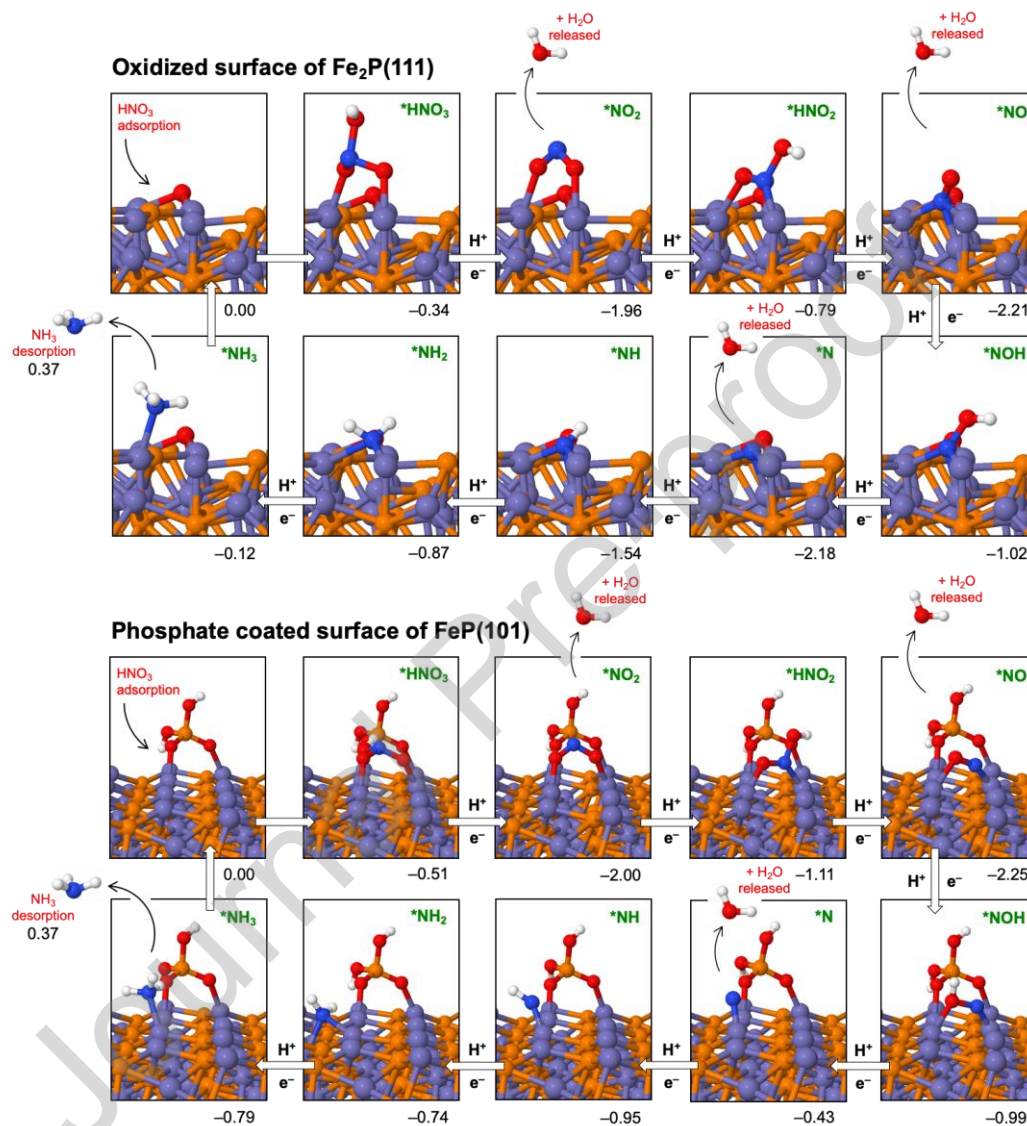 + H₂O
released
+ H₂O
released
Oxidized surface of Fe₂P(111)
HNO₃
adsorption
*HNO₃
*NO₂
*HNO₂
*NO
H⁺
e⁻
H⁺
e⁻
H⁺
e⁻
0.00
−0.34
−1.96
−0.79
−2.21
H⁺ e⁻
NH₃
desorption
0.37
*NH₃
*NH₂
*NH
+ H₂O
released
*N
*NOH
H⁺
e⁻
H⁺
e⁻
H⁺
e⁻
H⁺
e⁻
−0.12
−0.87
−1.54
−2.18
−1.02
+ H₂O
released
+ H₂O
released
Phosphate coated surface of FeP(101)
HNO₃
adsorption
*HNO₃
*NO₂
*HNO₂
*NO
H⁺
e⁻
H⁺
e⁻
H⁺
e⁻
0.00
−0.51
−2.00
−1.11
−2.25
H⁺ e⁻
NH₃
desorption
0.37
*NH₃
*NH₂
*NH
+ H₂O
released
*N
*NOH
H⁺
e⁻
H⁺
e⁻
H⁺
e⁻
H⁺
e⁻
−0.79
−0.74
−0.95
−0.43
−0.99
Journal Pre-proof